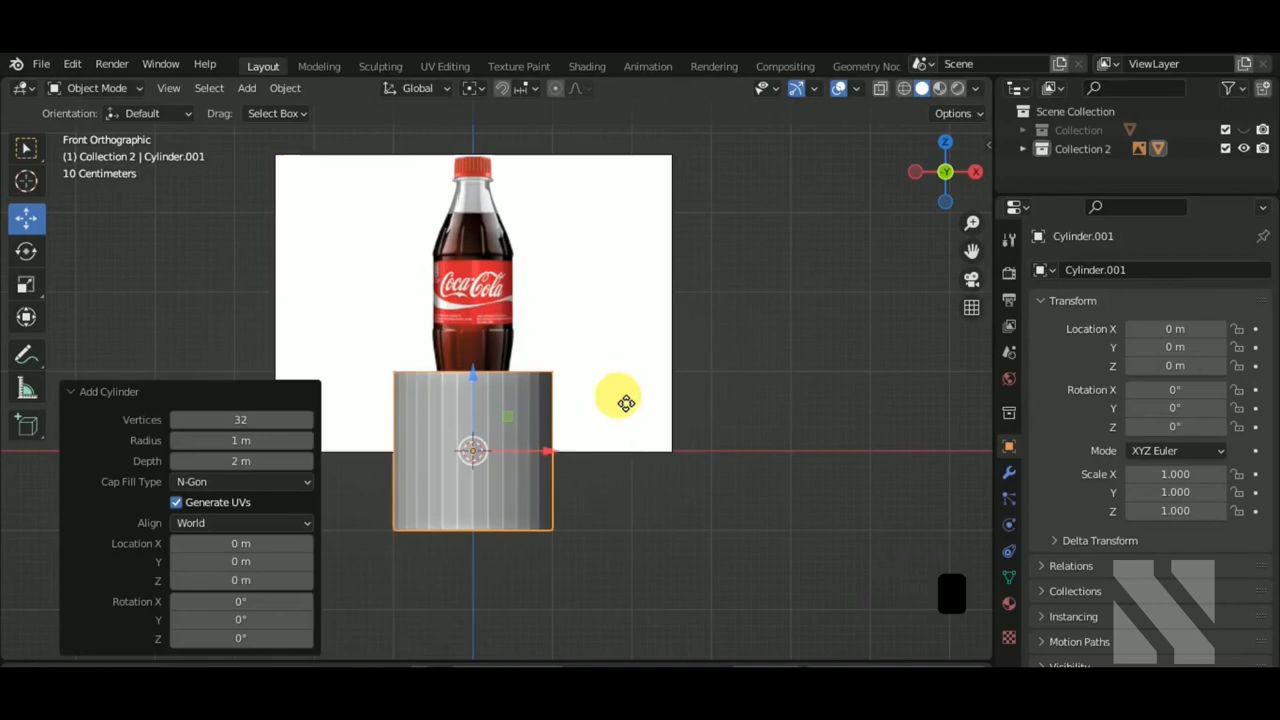 File Edit Render Window Help Layout Modeling Sculpting UV Editing Texture Paint Shading Animation Rendering Compositing Geometry Noc Scene ViewLayer
Object Mode View Select Add Object Global
Orientation: Default Drag: Select Box Options
Front Orthographic
(1) Collection 2 | Cylinder.001
10 Centimeters
Z
X
-Y
Coca-Cola
Scene Collection
Collection
Collection 2
Cylinder.001
Cylinder.001
Transform
Location X 0 m
Y 0 m
Z 0 m
Rotation X 0°
Y 0°
Z 0°
Mode XYZ Euler
Scale X 1.000
Y 1.000
Z 1.000
Delta Transform
Relations
Collections
Instancing
Motion Paths
Visibility
Add Cylinder
Vertices 32
Radius 1 m
Depth 2 m
Cap Fill Type N-Gon
Generate UVs
Align World
Location X 0 m
Y 0 m
Z 0 m
Rotation X 0°
Y 0°
Z 0°